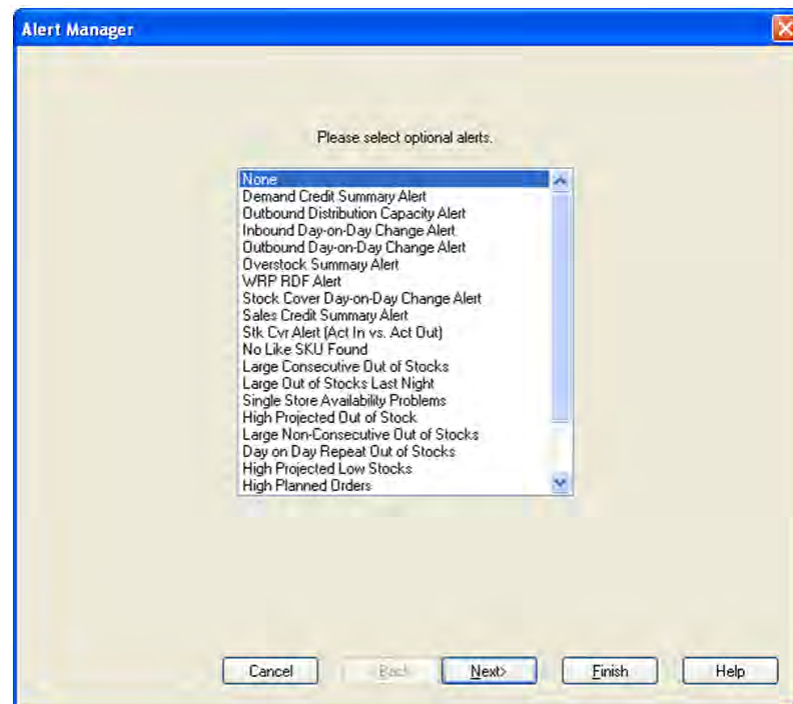 Alert Manager
Please select optional alerts.
None
Demand Credit Summary Alert
Outbound Distribution Capacity Alert
Inbound Day-on-Day Change Alert
Outbound Day-on-Day Change Alert
Overstock Summary Alert
WRP RDF Alert
Stock Cover Day-on-Day Change Alert
Sales Credit Summary Alert
Stk Cvr Alert (Act In vs. Act Out)
No Like SKU Found
Large Consecutive Out of Stocks
Large Out of Stocks Last Night
Single Store Availability Problems
High Projected Out of Stock
Large Non-Consecutive Out of Stocks
Day on Day Repeat Out of Stocks
High Projected Low Stocks
High Planned Orders
Cancel Back Next> Finish Help